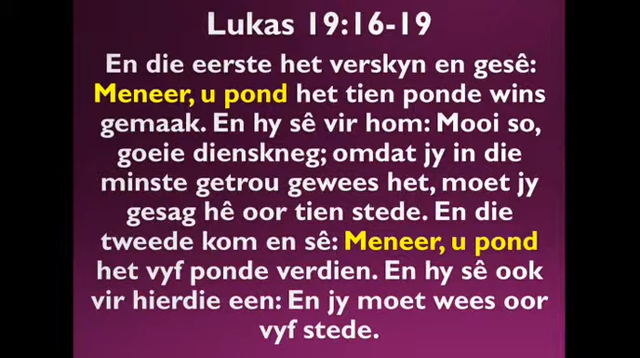 Lukas 19:16-19
En die eerste het verskyn en gesê:
Meneer, u pond het tien ponde wins
gemaak. En hy sê vir hom: Mooi so,
goeie dienskneg; omdat jy in die
minste getrou gewees het, moet jy
gesag hê oor tien stede. En die
tweede kom en sê: Meneer, u pond
het vyf ponde verdien. En hy sê ook
vir hierdie een: En jy moet wees oor
vyf stede.